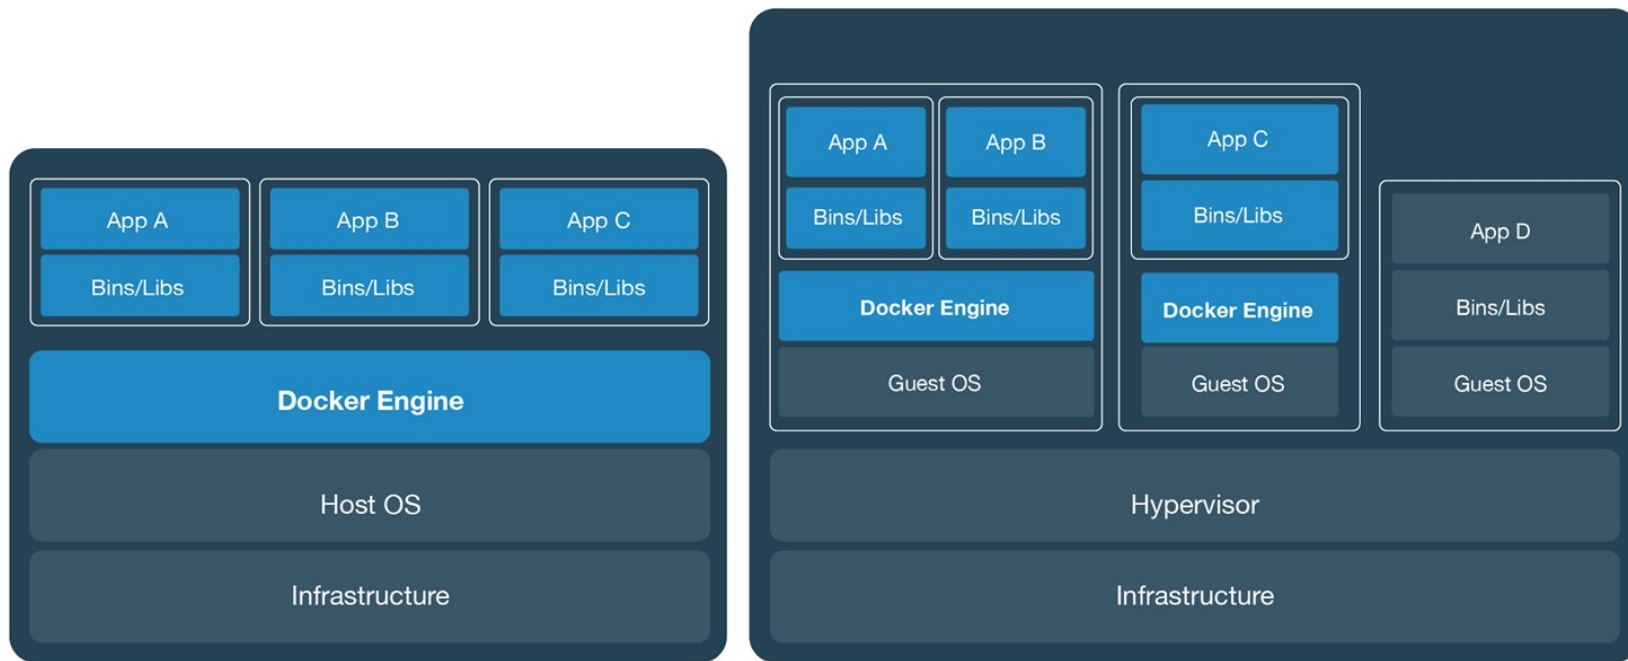 App A
App B
App C
Bins/Libs
Bins/Libs
Bins/Libs
Docker Engine
Host OS
Infrastructure
App A
App B
Bins/Libs
Bins/Libs
Docker Engine
Guest OS
App C
Bins/Libs
Docker Engine
Guest OS
App D
Bins/Libs
Guest OS
Hypervisor
Infrastructure